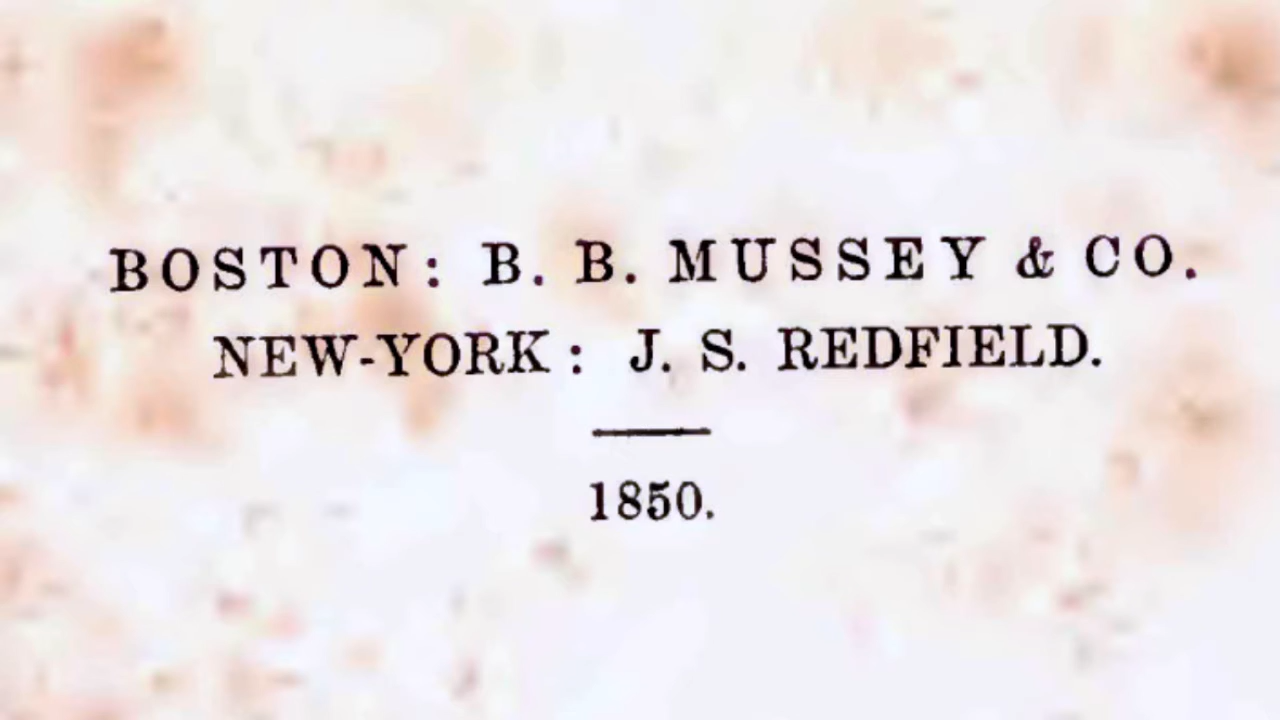 BOSTON: B. B. MUSSEY & CO.
NEW-YORK: J. S. REDFIELD.
1850.